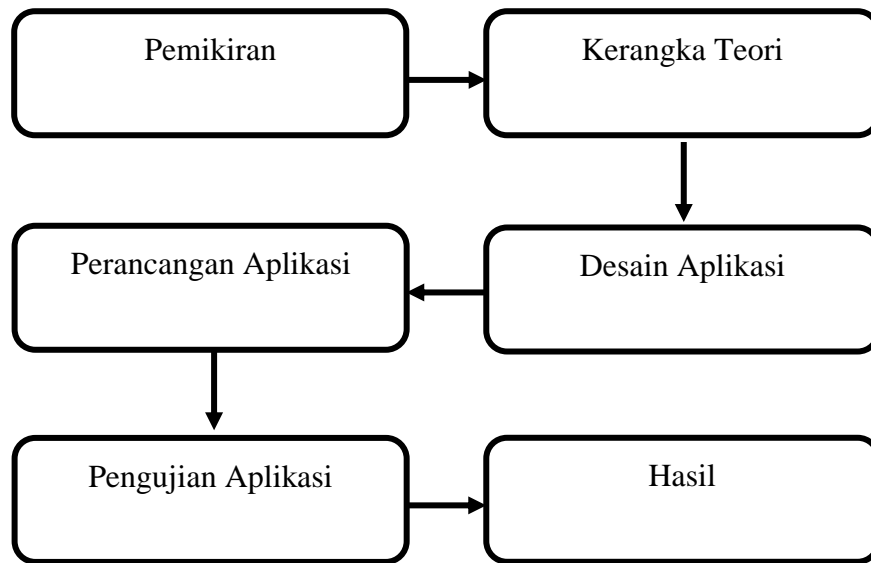 Pemikiran
Kerangka Teori
Perancangan Aplikasi
Desain Aplikasi
Pengujian Aplikasi
Hasil